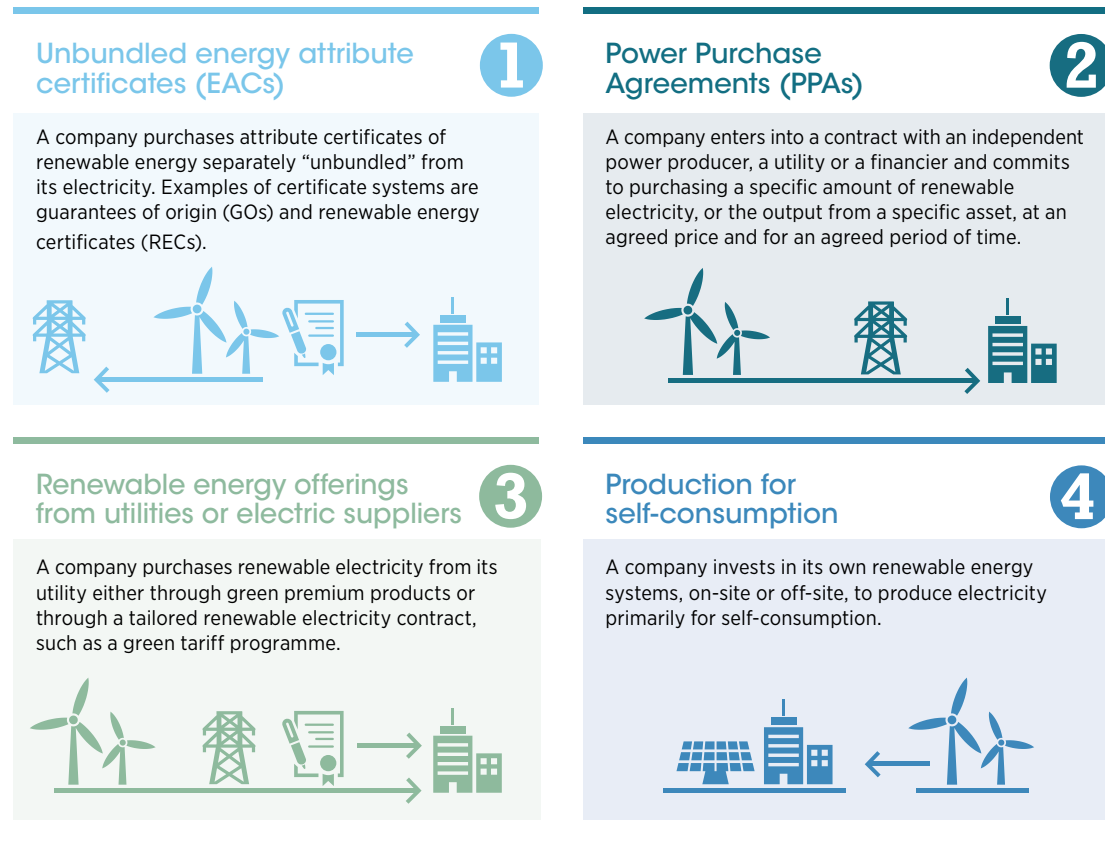 Unbundled energy attribute
certificates (EACs)
1
A company purchases attribute certificates of
renewable energy separately “unbundled” from
its electricity. Examples of certificate systems are
guarantees of origin (GOs) and renewable energy
certificates (RECs).
Power Purchase
Agreements (PPAs)
2
A company enters into a contract with an independent
power producer, a utility or a financier and commits
to purchasing a specific amount of renewable
electricity, or the output from a specific asset, at an
agreed price and for an agreed period of time.
Renewable energy offerings
from utilities or electric suppliers
3
A company purchases renewable electricity from its
utility either through green premium products or
through a tailored renewable electricity contract,
such as a green tariff programme.
Production for
self-consumption
4
A company invests in its own renewable energy
systems, on-site or off-site, to produce electricity
primarily for self-consumption.